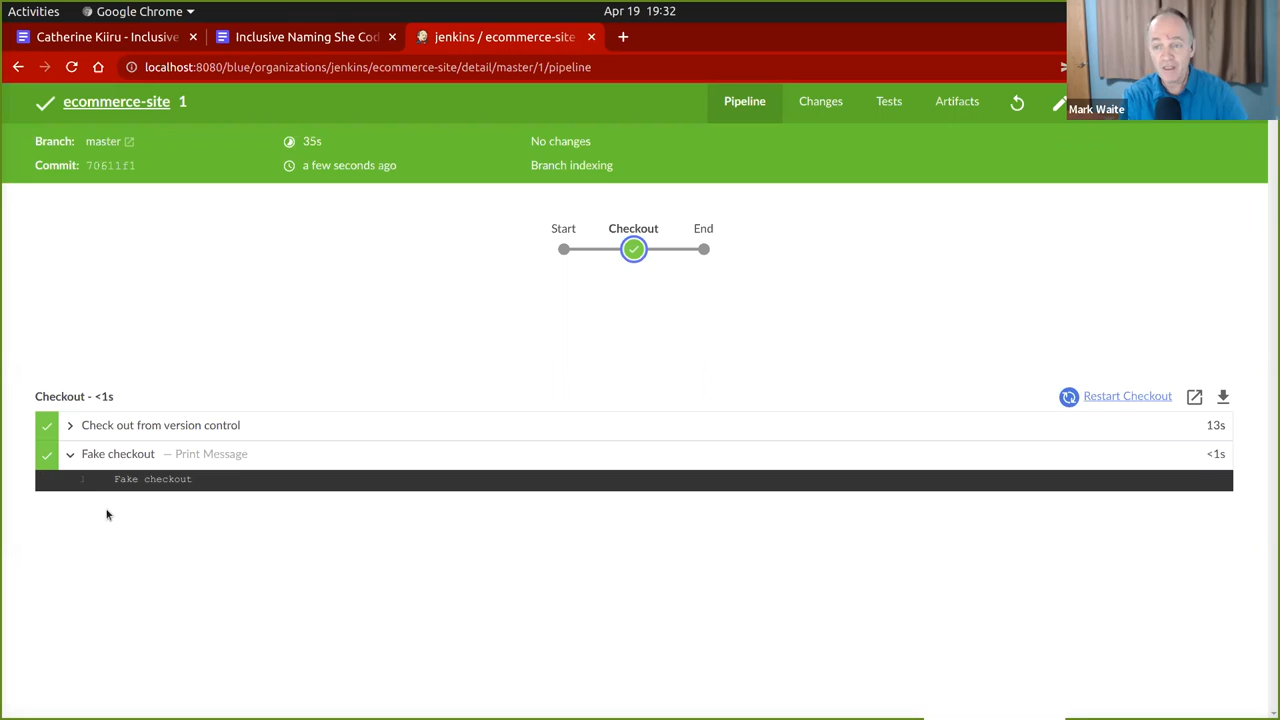 Activities
Google Chrome
Apr 19 19:32
Catherine Kiiru - Inclusive
Inclusive Naming She Cod
jenkins / ecommerce-site
localhost:8080/blue/organizations/jenkins/ecommerce-site/detail/master/1/pipeline
Mark Waite
ecommerce-site 1
Pipeline
Changes
Tests
Artifacts
Branch: master
35s
No changes
Commit: 70611f1
a few seconds ago
Branch indexing
Start
Checkout
End
Checkout - <1s
Restart Checkout
Check out from version control
13s
Fake checkout — Print Message
<1s
1 Fake checkout